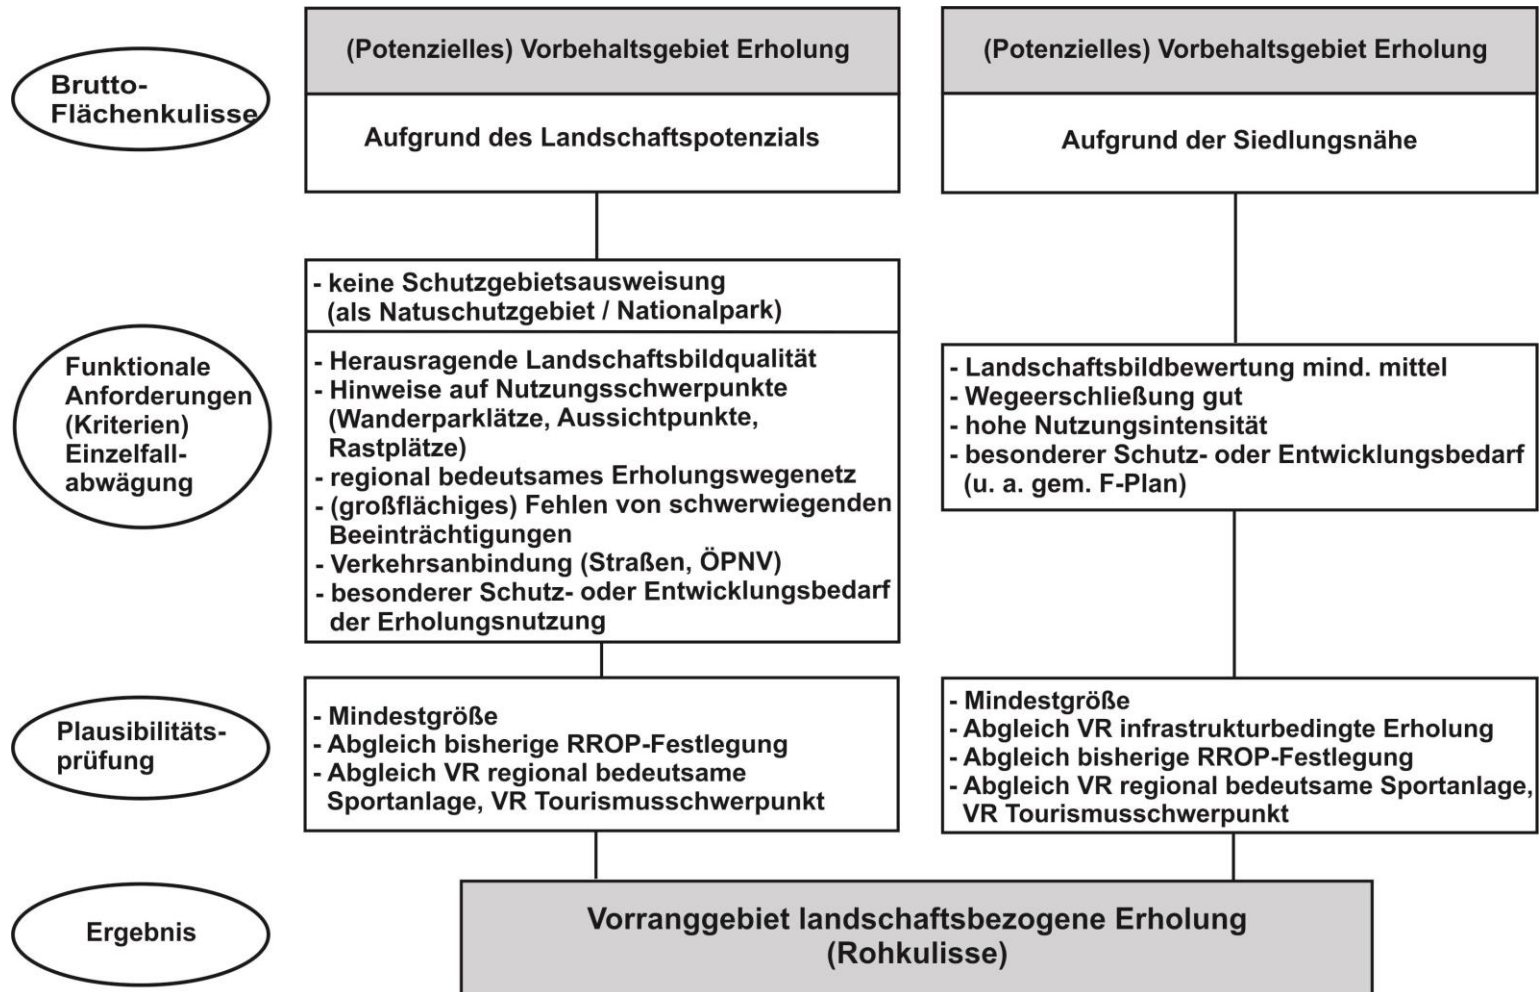 Brutto-
Flächenkulisse
(Potenzielles) Vorbehaltsgebiet Erholung
Aufgrund des Landschaftspotenzials
(Potenzielles) Vorbehaltsgebiet Erholung
Aufgrund der Siedlungsnähe
Funktionale
Anforderungen
(Kriterien)
Einzelfall-
abwägung
- keine Schutzgebietsausweisung
(als Natuschutzgebiet / Nationalpark)
- Herausragende Landschaftsbildqualität
- Hinweise auf Nutzungsschwerpunkte
(Wanderparklätze, Aussichtpunkte,
Rastplätze)
- regional bedeutsames Erholungswegenetz
- (großflächiges) Fehlen von schwerwiegenden
Beeinträchtigungen
- Verkehrsanbindung (Straßen, ÖPNV)
- besonderer Schutz- oder Entwicklungsbedarf
der Erholungsnutzung
- Landschaftsbildbewertung mind. mittel
- Wegeerschließung gut
- hohe Nutzungsintensität
- besonderer Schutz- oder Entwicklungsbedarf
(u. a. gem. F-Plan)
Plausibilitäts-
prüfung
- Mindestgröße
- Abgleich bisherige RROP-Festlegung
- Abgleich VR regional bedeutsame
Sportanlage, VR Tourismusschwerpunkt
- Mindestgröße
- Abgleich VR infrastrukturbedingte Erholung
- Abgleich bisherige RROP-Festlegung
- Abgleich VR regional bedeutsame Sportanlage,
VR Tourismusschwerpunkt
Ergebnis
Vorranggebiet landschaftsbezogene Erholung
(Rohkulisse)